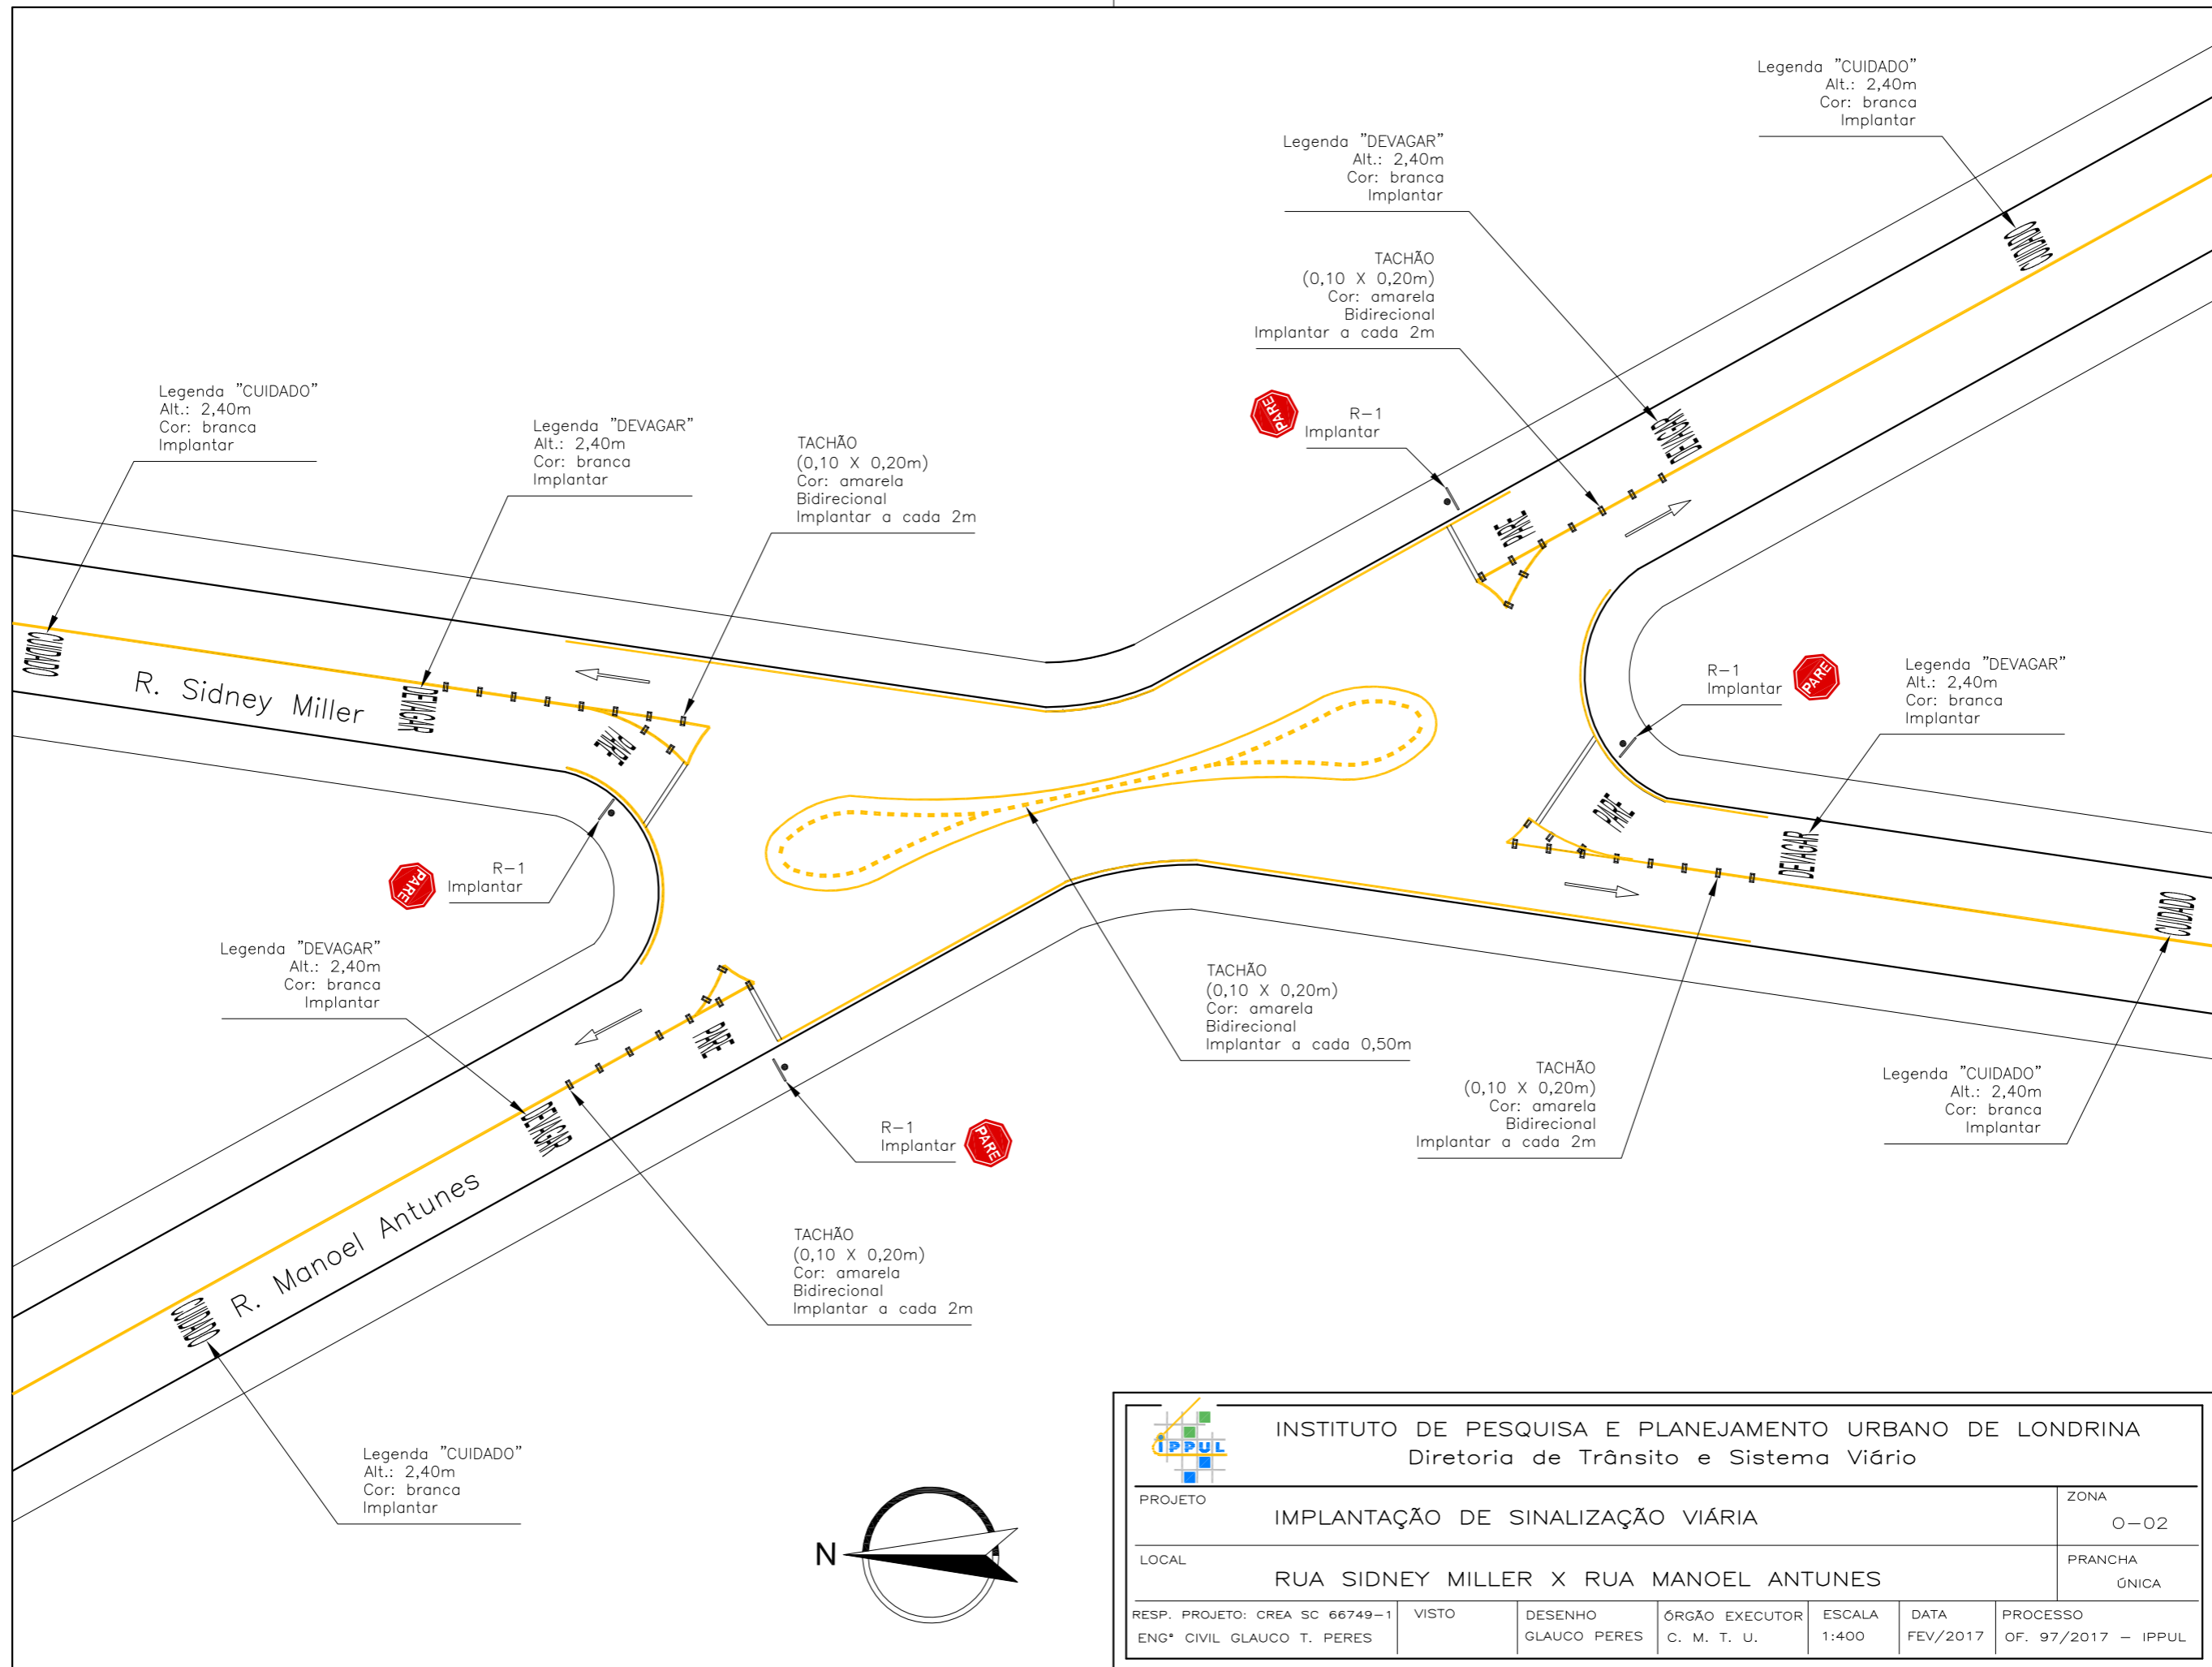 Legenda "CUIDADO"
Alt.: 2,40m
Cor: branca
Implantar
CUIDADO
Legenda "DEVAGAR"
Alt.: 2,40m
Cor: branca
Implantar
DEVAGAR
TACHÃO
(0,10 X 0,20m)
Cor: amarela
Bidirecional
Implantar a cada 2m
PARE
R-1
Implantar
PARE
Legenda "CUIDADO"
Alt.: 2,40m
Cor: branca
Implantar
CUIDADO
Legenda "DEVAGAR"
Alt.: 2,40m
Cor: branca
Implantar
DEVAGAR
TACHÃO
(0,10 X 0,20m)
Cor: amarela
Bidirecional
Implantar a cada 2m
R. Sidney Miller
PARE
R-1
Implantar
PARE
R-1
Implantar
PARE
Legenda "DEVAGAR"
Alt.: 2,40m
Cor: branca
Implantar
PARE
DEVAGAR
CUIDADO
Legenda "DEVAGAR"
Alt.: 2,40m
Cor: branca
Implantar
PARE
DEVAGAR
TACHÃO
(0,10 X 0,20m)
Cor: amarela
Bidirecional
Implantar a cada 0,50m
TACHÃO
(0,10 X 0,20m)
Cor: amarela
Bidirecional
Implantar a cada 2m
Legenda "CUIDADO"
Alt.: 2,40m
Cor: branca
Implantar
R-1
Implantar
PARE
R. Manoel Antunes
CUIDADO
TACHÃO
(0,10 X 0,20m)
Cor: amarela
Bidirecional
Implantar a cada 2m
Legenda "CUIDADO"
Alt.: 2,40m
Cor: branca
Implantar
N
IPPUL
INSTITUTO DE PESQUISA E PLANEJAMENTO URBANO DE LONDRINA
Diretoria de Trânsito e Sistema Viário
PROJETO
IMPLANTAÇÃO DE SINALIZAÇÃO VIÁRIA
ZONA
O-02
LOCAL
RUA SIDNEY MILLER X RUA MANOEL ANTUNES
PRANCHA
ÚNICA
RESP. PROJETO: CREA SC 66749-1
ENGº CIVIL GLAUCO T. PERES
VISTO
DESENHO
GLAUCO PERES
ÓRGÃO EXECUTOR
C. M. T. U.
ESCALA
1:400
DATA
FEV/2017
PROCESSO
OF. 97/2017 - IPPUL